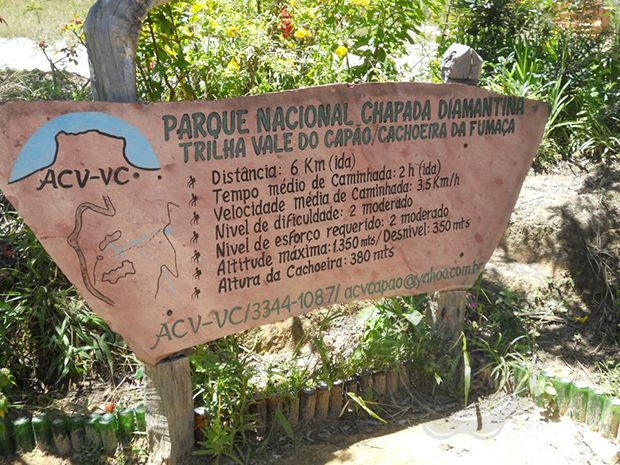 PARQUE NACIONAL CHAPADA DIAMANTINA
TRILHA VALE DO CAPÃO/CACHOEIRA DA FUMAÇA
ACV-VC
Distância: 6 Km (ida)
Tempo médio de Caminhada: 2 h (ida)
Velocidade média de Caminhada: 3,5 Km/h
Nivel de dificuldade: 2 moderado
Nivel de esforço requerido: 2 moderado
Altitude máxima: 1.350 mts/Desnível: 350 mts
Altura da Cachoeira: 380 mts
ACV-VC/3344-1087/ acvcapao@yahoo.com.br